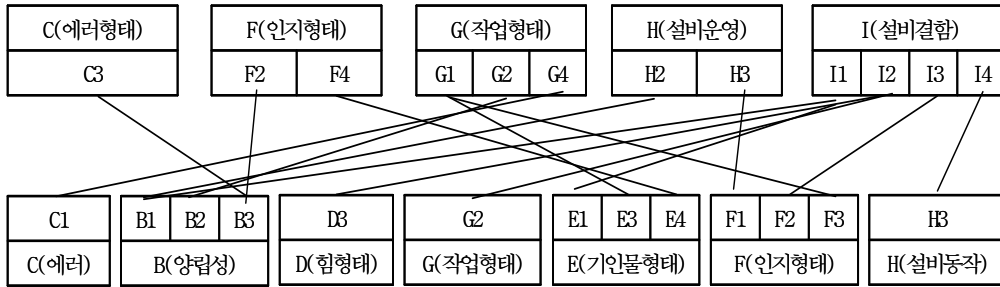 C(에러형태) F(인지형태) G(작업형태) H(설비운영) I(설비결함)
C3 F2 F4 G1 G2 G4 H2 H3 I1 I2 I3 I4
C1 B1 B2 B3 D3 G2 E1 E3 E4 F1 F2 F3 H3
C(에러) B(양립성) D(힘형태) G(작업형태) E(기인물형태) F(인지형태) H(설비동작)